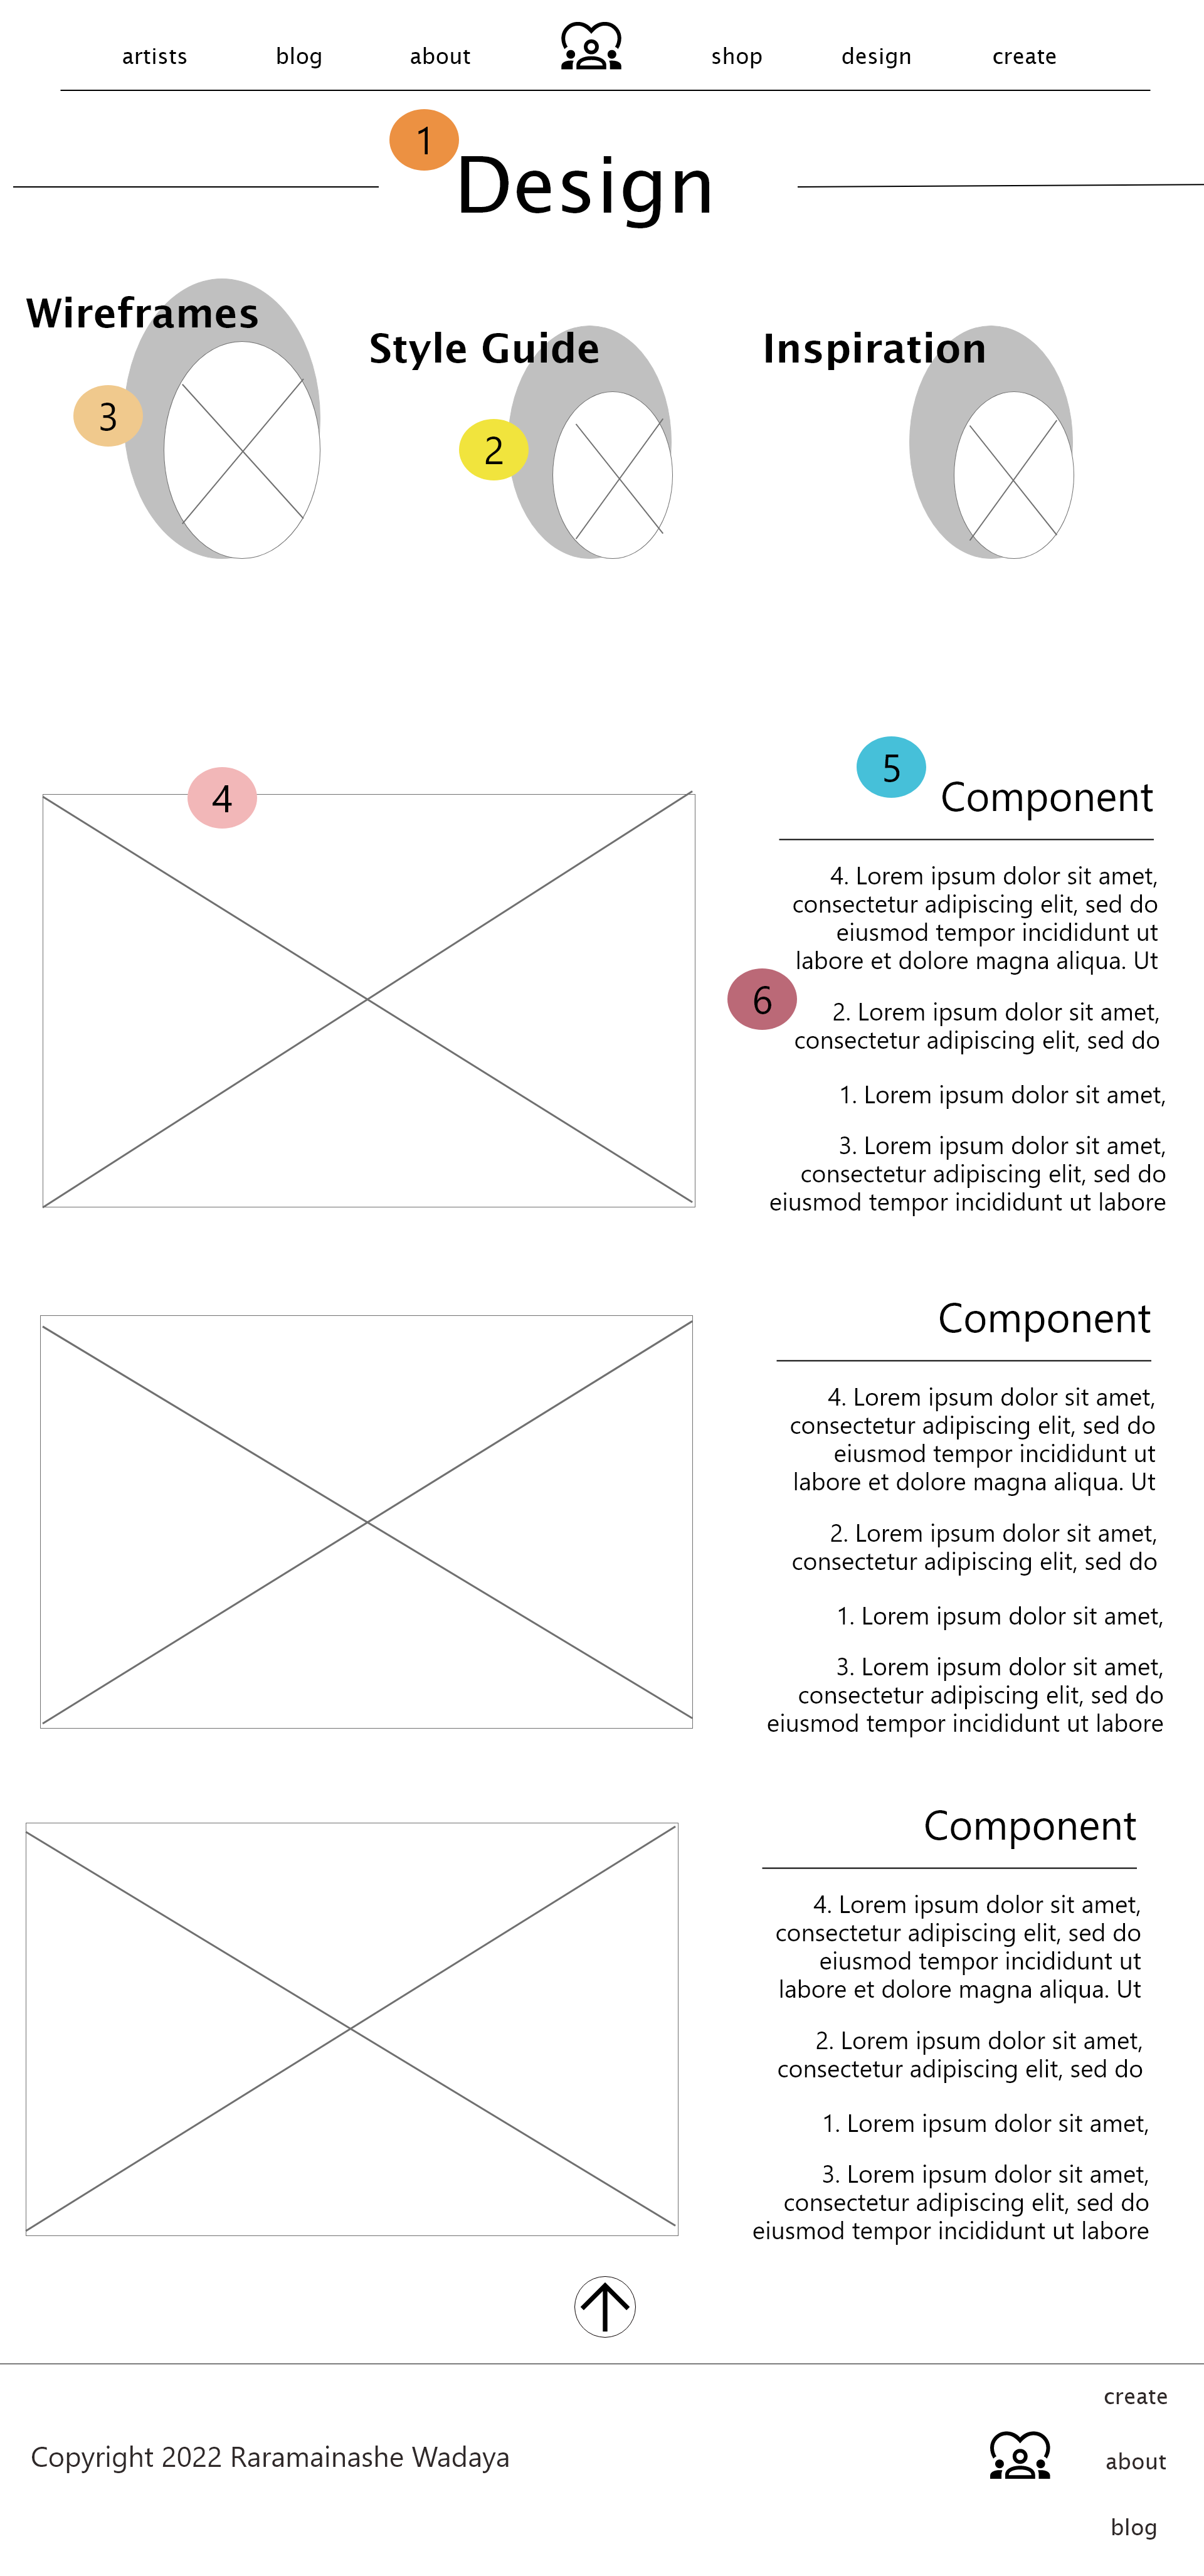 artists blog about shop design create
1
Design
Wireframes
Style Guide
Inspiration
3
2
5
4
Component
4. Lorem ipsum dolor sit amet,
consectetur adipiscing elit, sed do
eiusmod tempor incididunt ut
labore et dolore magna aliqua. Ut
6
2. Lorem ipsum dolor sit amet,
consectetur adipiscing elit, sed do
1. Lorem ipsum dolor sit amet,
3. Lorem ipsum dolor sit amet,
consectetur adipiscing elit, sed do
eiusmod tempor incididunt ut labore
Component
4. Lorem ipsum dolor sit amet,
consectetur adipiscing elit, sed do
eiusmod tempor incididunt ut
labore et dolore magna aliqua. Ut
2. Lorem ipsum dolor sit amet,
consectetur adipiscing elit, sed do
1. Lorem ipsum dolor sit amet,
3. Lorem ipsum dolor sit amet,
consectetur adipiscing elit, sed do
eiusmod tempor incididunt ut labore
Component
4. Lorem ipsum dolor sit amet,
consectetur adipiscing elit, sed do
eiusmod tempor incididunt ut
labore et dolore magna aliqua. Ut
2. Lorem ipsum dolor sit amet,
consectetur adipiscing elit, sed do
1. Lorem ipsum dolor sit amet,
3. Lorem ipsum dolor sit amet,
consectetur adipiscing elit, sed do
eiusmod tempor incididunt ut labore
create
Copyright 2022 Raramainashe Wadaya
about
blog